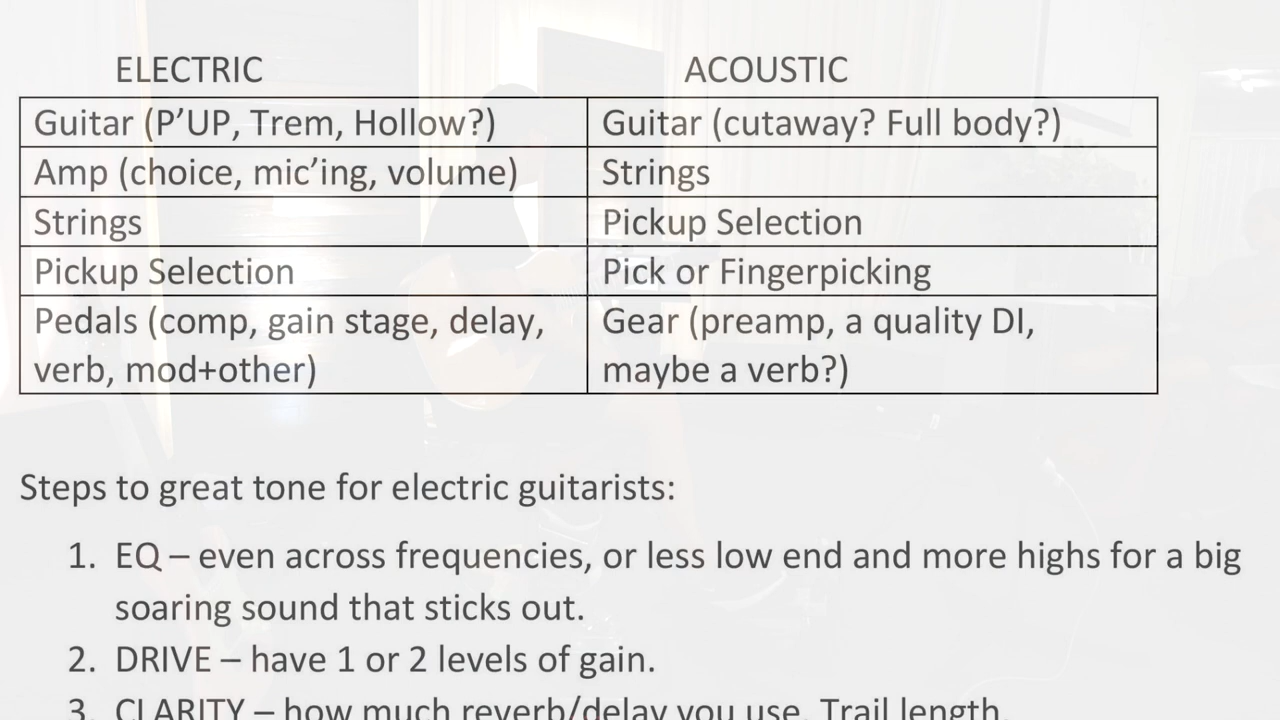 ELECTRIC ACOUSTIC
Guitar (P’UP, Trem, Hollow?) Guitar (cutaway? Full body?)
Amp (choice, mic’ing, volume) Strings
Strings Pickup Selection
Pickup Selection Pick or Fingerpicking
Pedals (comp, gain stage, delay, Gear (preamp, a quality DI,
verb, mod+other) maybe a verb?)
Steps to great tone for electric guitarists:
1. EQ – even across frequencies, or less low end and more highs for a big
soaring sound that sticks out.
2. DRIVE – have 1 or 2 levels of gain.
3. CLARITY – how much reverb/delay you use. Trail length.